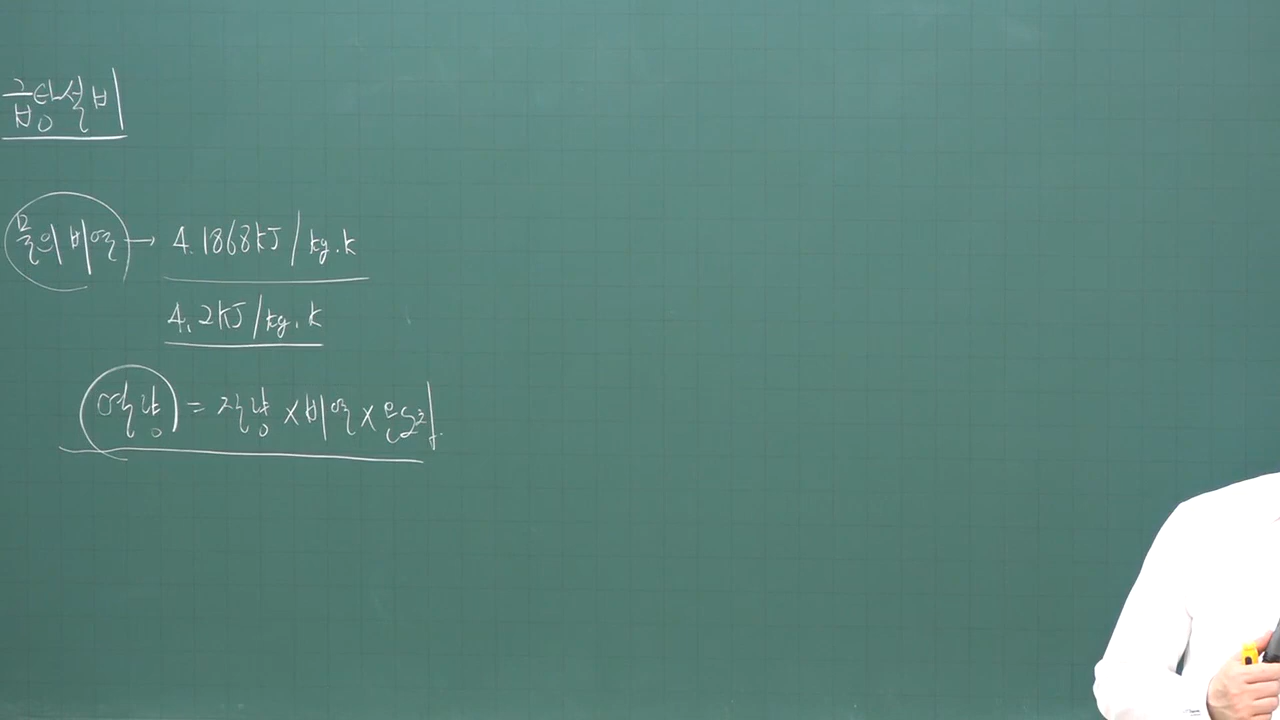 급탕설비
물의 비열 → 4.1868kJ/kg.k
4.2kJ/kg.k
열량 = 질량 × 비열 × 온도차